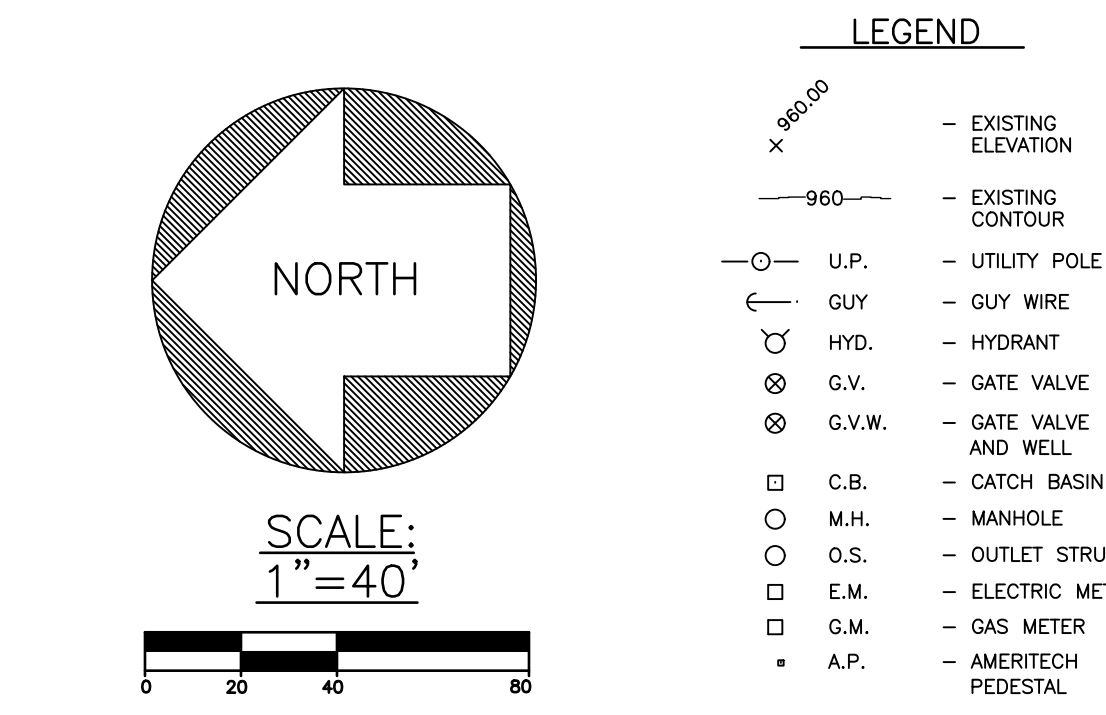 NORTH
SCALE:
1"=40'
0 20 40 80
LEGEND
960.00
– EXISTING
ELEVATION
960 – EXISTING
CONTOUR
U.P. – UTILITY POLE
GUY – GUY WIRE
HYD. – HYDRANT
G.V. – GATE VALVE
G.V.W. – GATE VALVE
AND WELL
C.B. – CATCH BASIN
M.H. – MANHOLE
O.S. – OUTLET STRU
E.M. – ELECTRIC MET
G.M. – GAS METER
A.P. – AMERITECH
PEDESTAL